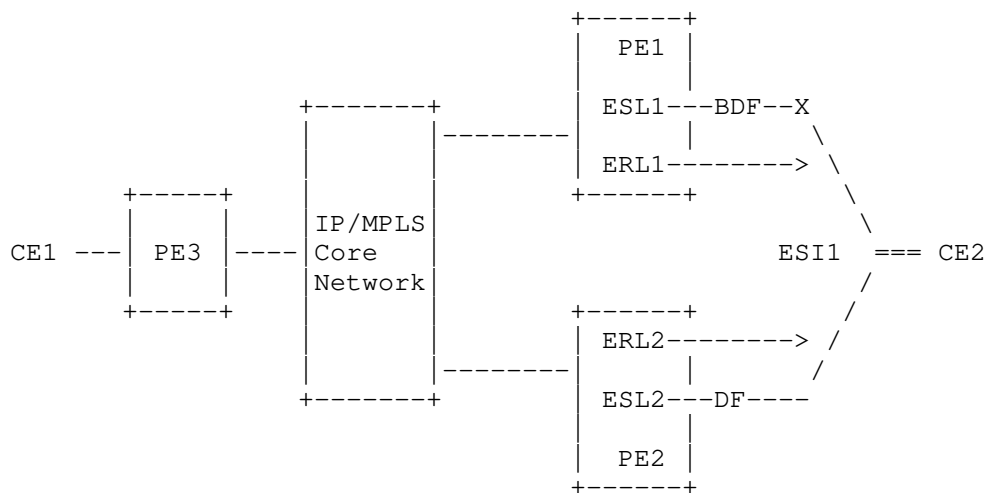 PE1
ESL1---BDF--X
ERL1-------->
IP/MPLS
CE1 --- PE3 ---- Core ESI1 === CE2
Network
ERL2-------->
ESL2---DF----
PE2